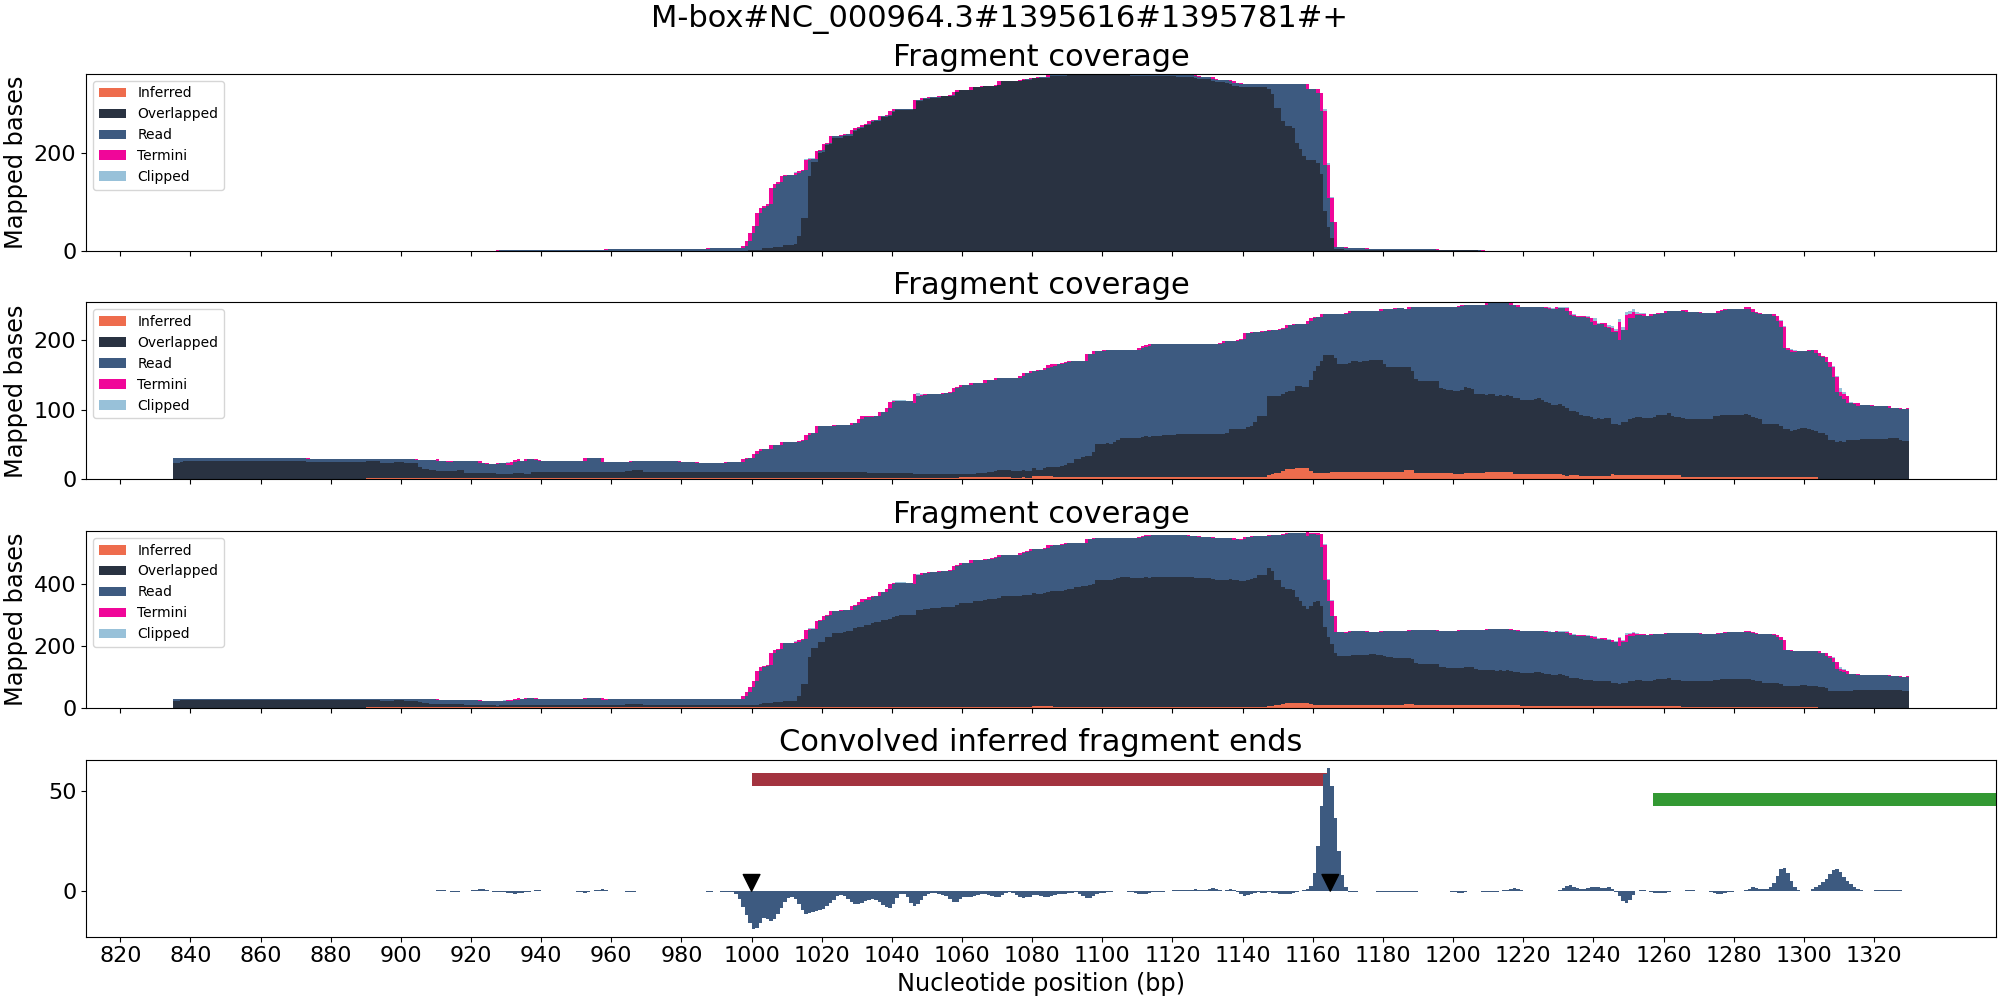 M-box#NC_000964.3#1395616#1395781#+
Fragment coverage
Mapped bases
200
0
Inferred
Overlapped
Read
Termini
Clipped
Fragment coverage
Mapped bases
200
100
0
Inferred
Overlapped
Read
Termini
Clipped
Fragment coverage
Mapped bases
400
200
0
Inferred
Overlapped
Read
Termini
Clipped
Convolved inferred fragment ends
50
0
820 840 860 880 900 920 940 960 980 1000 1020 1040 1060 1080 1100 1120 1140 1160 1180 1200 1220 1240 1260 1280 1300 1320
Nucleotide position (bp)